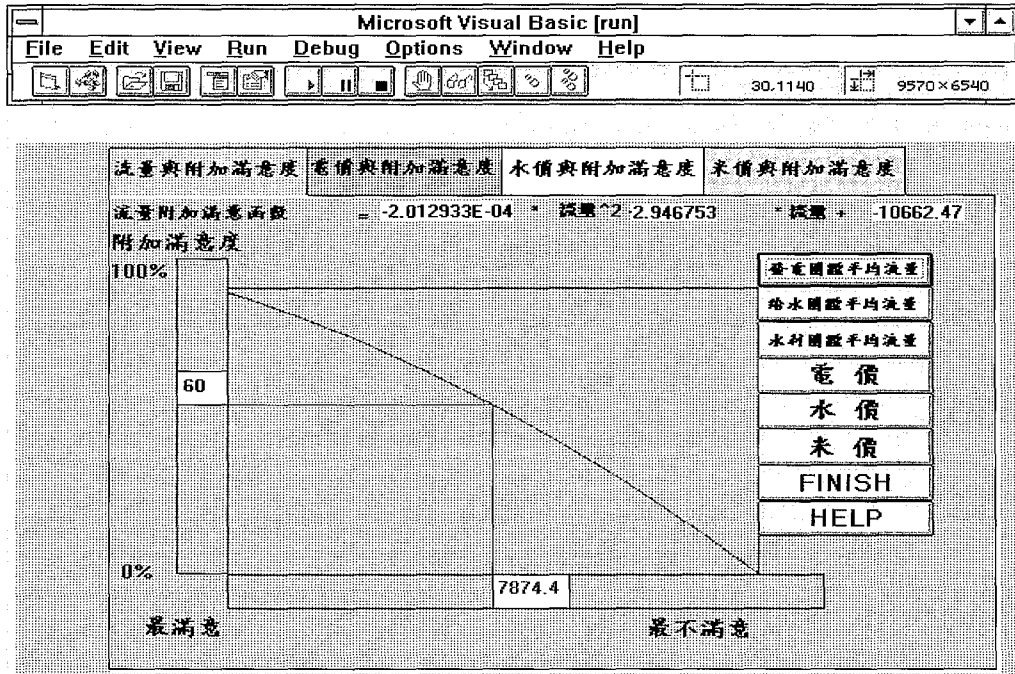 Microsoft Visual Basic [run]
File Edit View Run Debug Options Window Help
30,1140 9570×6540
流量與附加滿意度 電價與附加滿意度 水價與附加滿意度 米價與附加滿意度
流量附加滿意函數 = -2.012933E-04 * 流量^2 -2.946753 * 流量 + -10662.47
附加滿意度
100%
發電團體平均流量
給水團體平均流量
水利團體平均流量
60
電 價
水 價
米 價
FINISH
HELP
0%
7874.4
最滿意 最不滿意